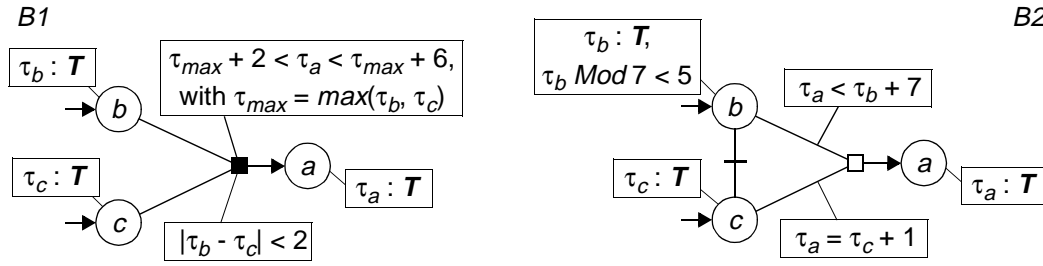 B1
τb : T
b
τmax + 2 < τa < τmax + 6,
with τmax = max(τb, τc)
τc : T
c
a
τa : T
|τb - τc| < 2
B2
τb : T,
τb Mod 7 < 5
b
τa < τb + 7
τc : T
c
a
τa : T
τa = τc + 1